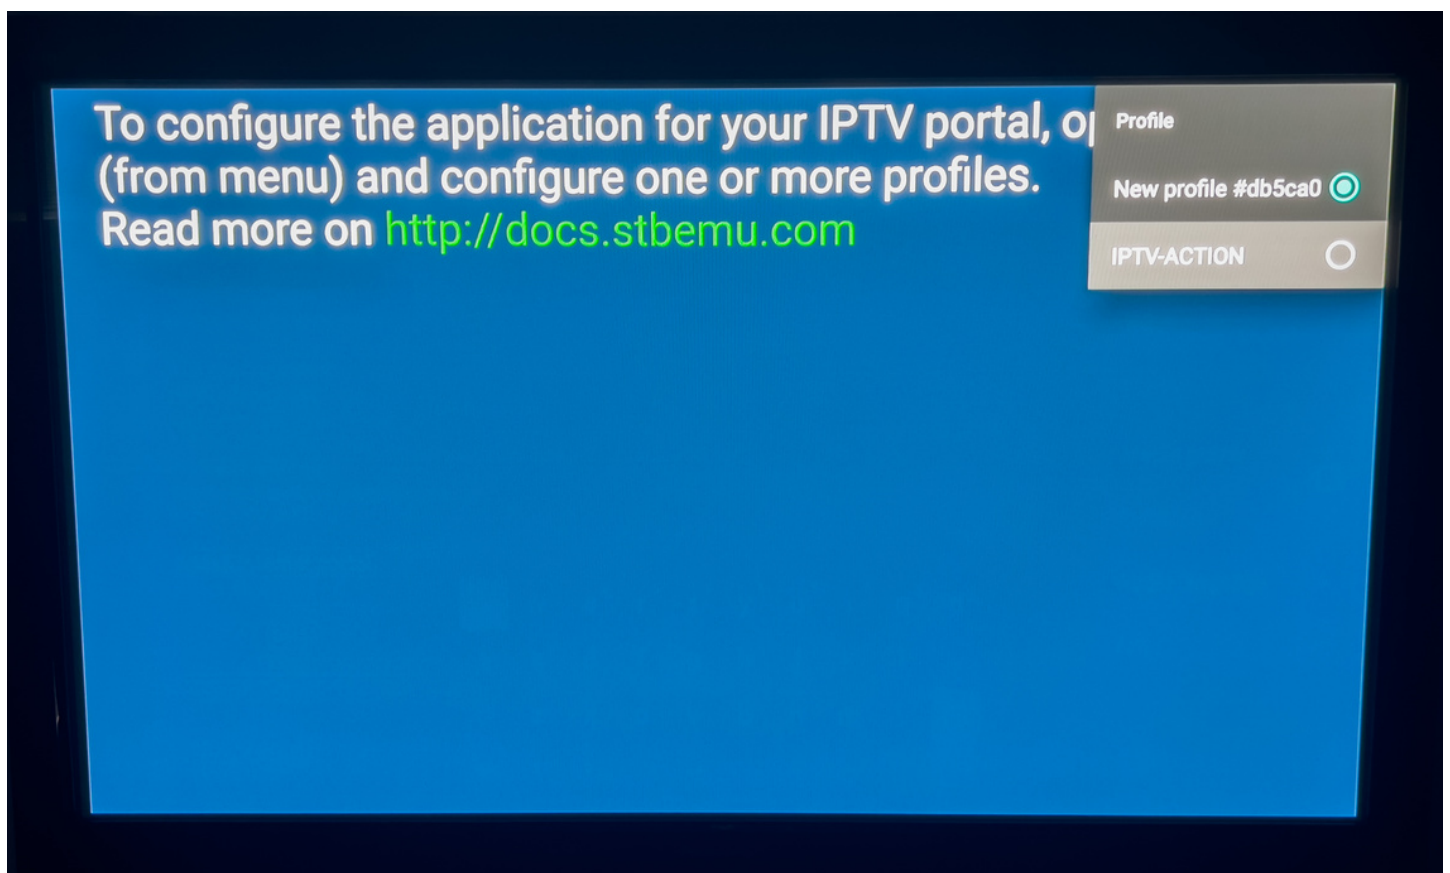 To configure the application for your IPTV portal, op
(from menu) and configure one or more profiles.
Read more on http://docs.stbemu.com
Profile
New profile #db5ca0
IPTV-ACTION